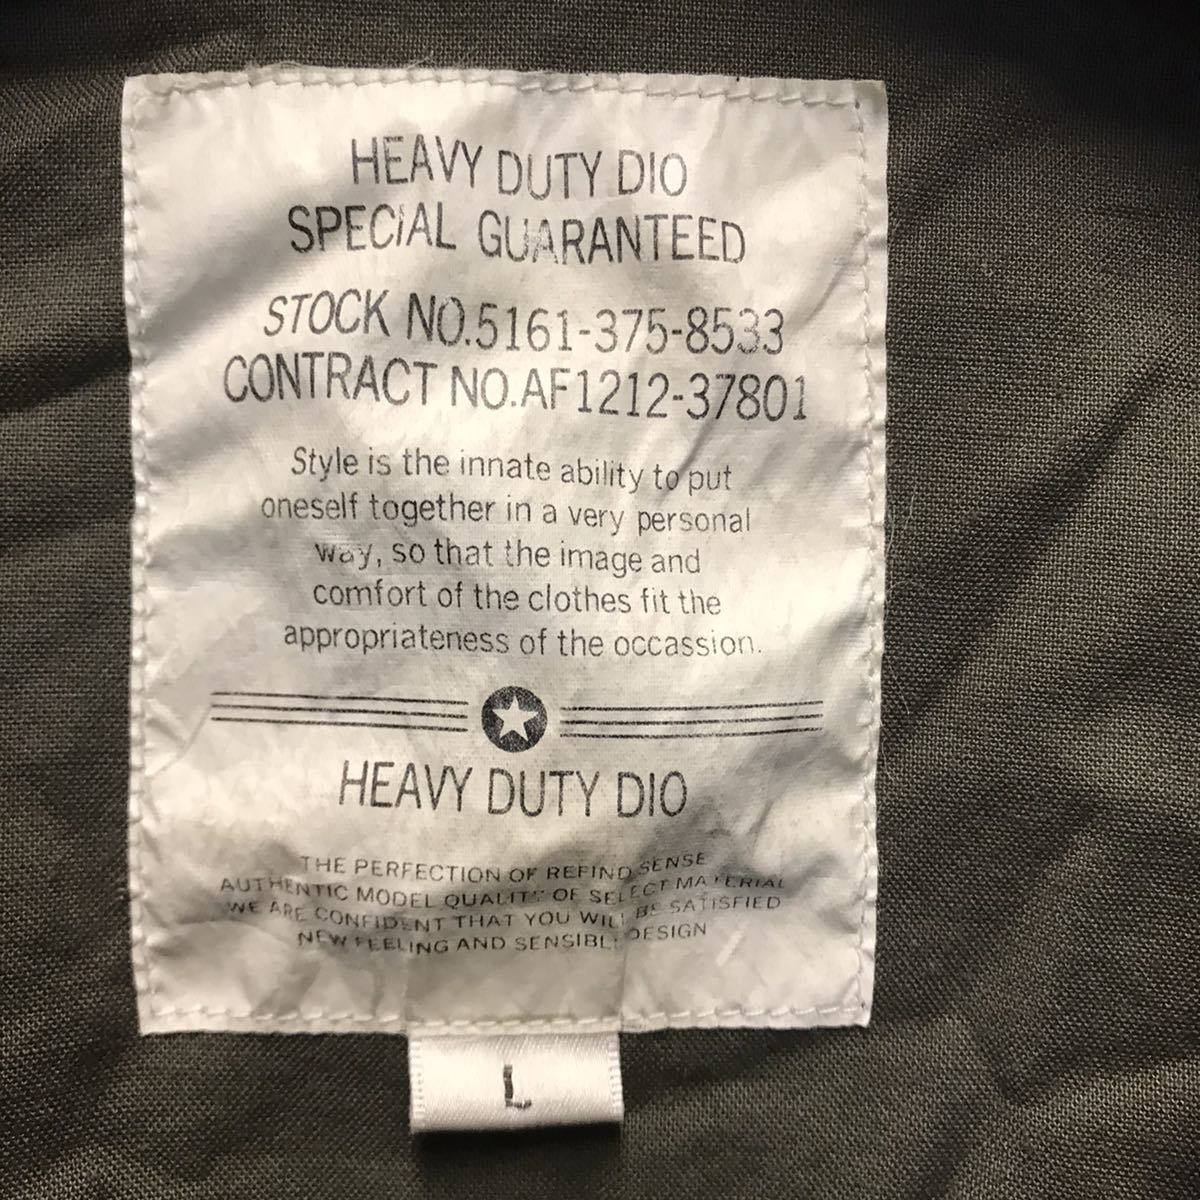 HEAVY DUTY DIO
SPECIAL GUARANTEED
STOCK NO.5161-375-8533
CONTRACT NO.AF1212-37801
Style is the innate ability to put
oneself together in a very personal
way, so that the image and
comfort of the clothes fit the
appropriateness of the occassion.
HEAVY DUTY DIO
THE PERFECTION OF REFIND SENSE
AUTHENTIC MODEL QUALITY OF SELECT MATERIAL
WE ARE CONFIDENT THAT YOU WILL BE SATISFIED
NEW FEELING AND SENSIBLE DESIGN
L